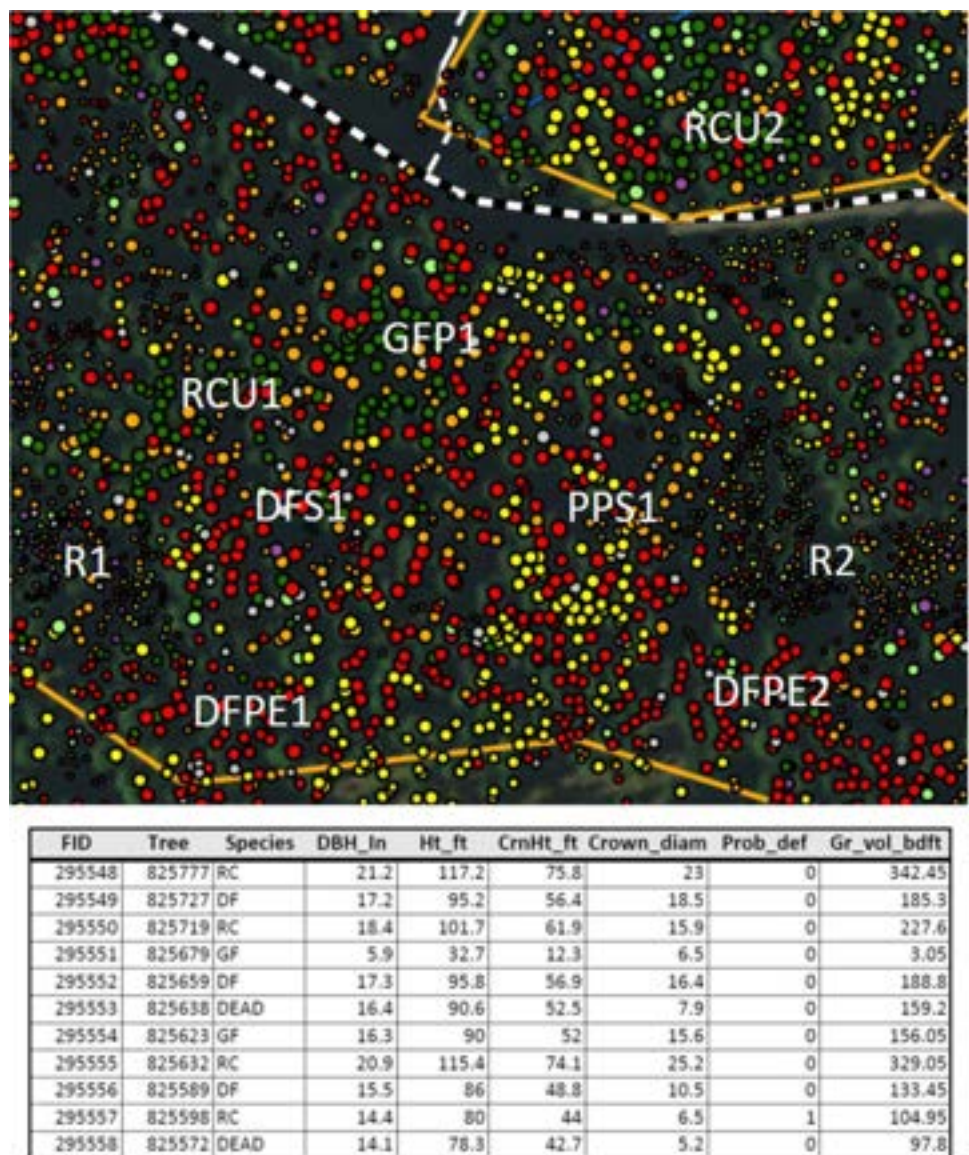 RCU2
GFP1
RCU1
DFS1 PPS1
R1 R2
DFPE1 DFPE2
FID Tree Species DBH_In Ht_ft CrnHt_ft Crown_diam Prob_def Gr_vol_bdft
295548 825777 RC 21.2 117.2 75.8 23 0 342.45
295549 825727 DF 17.2 95.2 56.4 18.5 0 185.3
295550 825719 RC 18.4 101.7 61.9 15.9 0 227.6
295551 825679 GF 5.9 32.7 12.3 6.5 0 3.05
295552 825659 DF 17.3 95.8 56.9 16.4 0 188.8
295553 825638 DEAD 16.4 90.6 52.5 7.9 0 159.2
295554 825623 GF 16.3 90 52 15.6 0 156.05
295555 825632 RC 20.9 115.4 74.1 25.2 0 329.05
295556 825589 DF 15.5 86 48.8 10.5 0 133.45
295557 825598 RC 14.4 80 44 6.5 1 104.95
295558 825572 DEAD 14.1 78.3 42.7 5.2 0 97.8